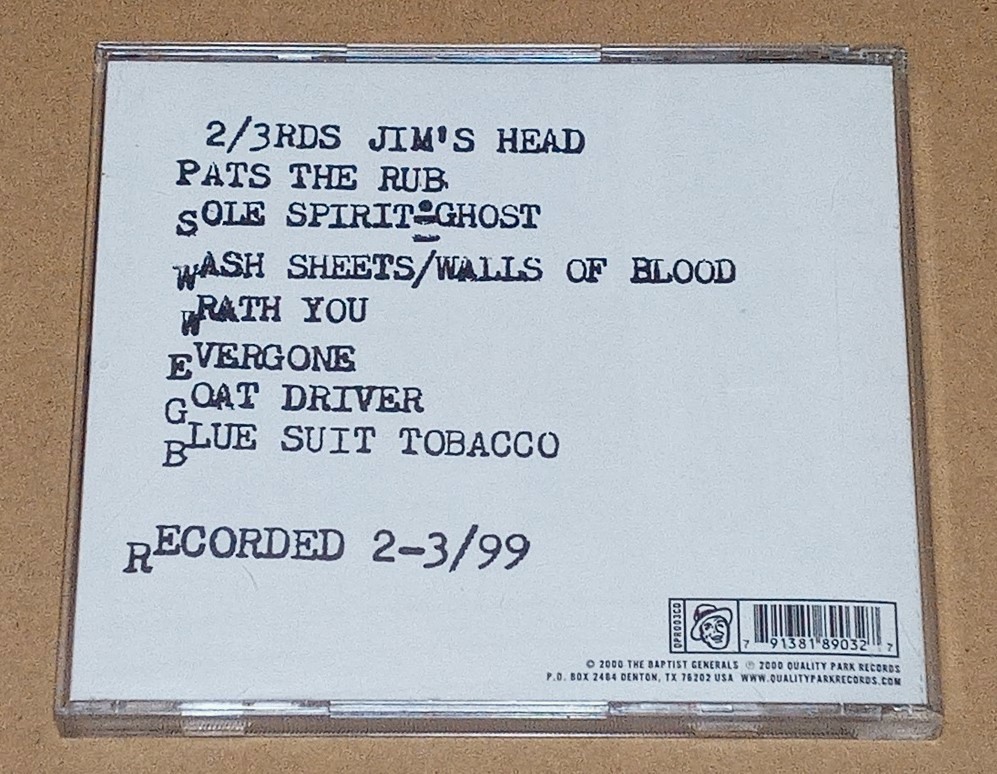 2/3RDS JIM'S HEAD
PATS THE RUB
SOLE SPIRIT-GHOST
WASH SHEETS/WALLS OF BLOOD
WRATH YOU
EVERGONE
GOAT DRIVER
BLUE SUIT TOBACCO
RECORDED 2-3/99
QPR003CD
7 91381 89032 7
© 2000 THE BAPTIST GENERALS ℗ 2000 QUALITY PARK RECORDS
P.O. BOX 2464 DENTON, TX 76202 USA WWW.QUALITYPARKRECORDS.COM